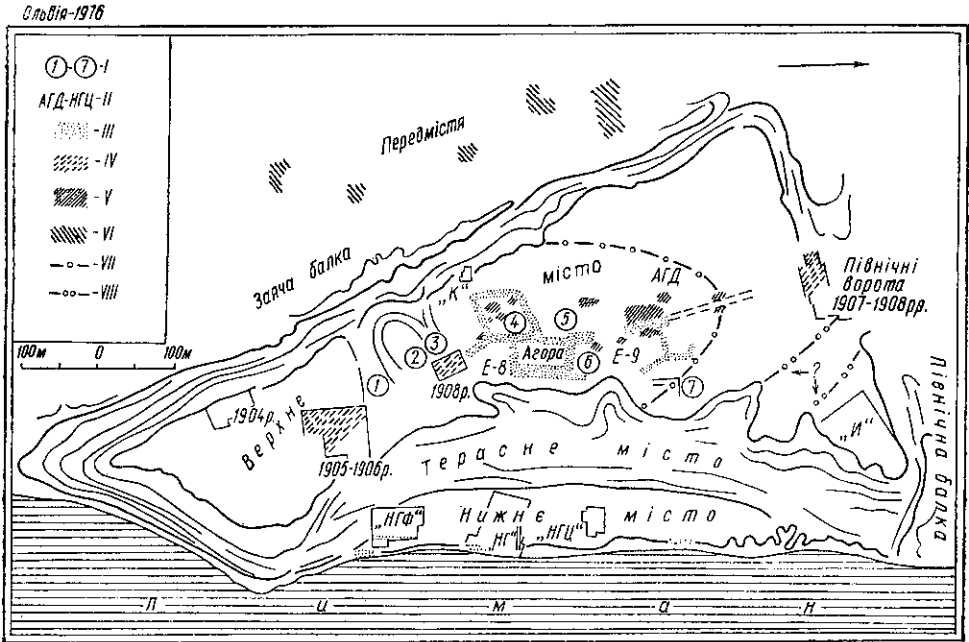 Ольвія-1976
①-⑦-I
АГД-НГЦ-II
-III
-IV
-V
-VI
-VII
-VIII
100м 0 100м
Передмістя
Заяча балка
„К“
місто
АГД
Північні
ворота
1907-1908рр.
④
⑤
③
②
Агора
⑥
Е-8
Е-9
①
1908р.
⑦
?
„И“
1904р.
Верхнє
1905-1906р.
Терасне місто
Північна балка
„НГФ“
Нижнє місто
„НГ“
„НГЦ“
Лиман